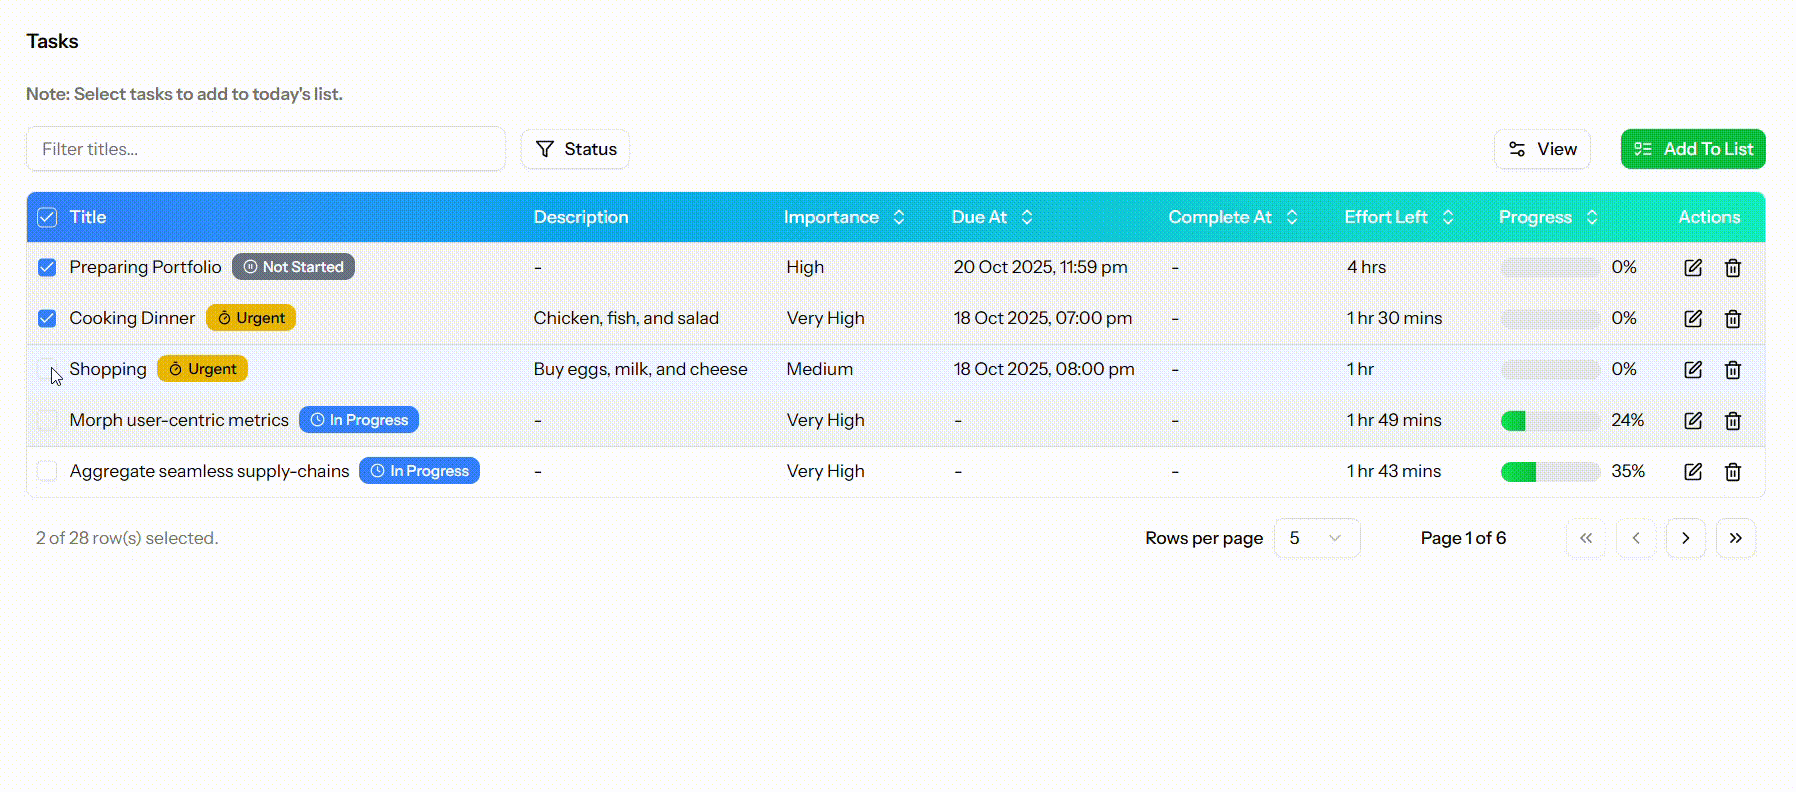 Tasks
Note: Select tasks to add to today's list.
Filter titles... Status View Add To List
Title Description Importance Due At Complete At Effort Left Progress Actions
Preparing Portfolio Not Started - High 20 Oct 2025, 11:59 pm - 4 hrs 0%
Cooking Dinner Urgent Chicken, fish, and salad Very High 18 Oct 2025, 07:00 pm - 1 hr 30 mins 0%
Shopping Urgent Buy eggs, milk, and cheese Medium 18 Oct 2025, 08:00 pm - 1 hr 0%
Morph user-centric metrics In Progress - Very High - - 1 hr 49 mins 24%
Aggregate seamless supply-chains In Progress - Very High - - 1 hr 43 mins 35%
2 of 28 row(s) selected. Rows per page 5 Page 1 of 6